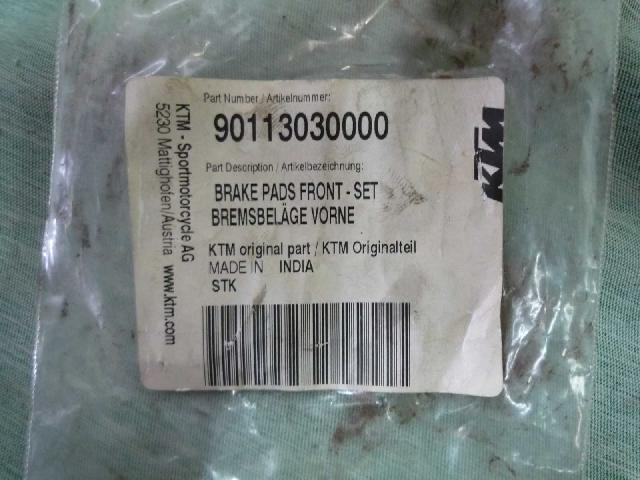 Part Number / Artikelnummer:
90113030000
Part Description / Artikelbezeichnung:
BRAKE PADS FRONT - SET
BREMSBELÄGE VORNE
KTM original part / KTM Originalteil
MADE IN INDIA
STK
KTM - Sportmotorcycle AG
5230 Mattighofen/Austria www.ktm.com
KTM